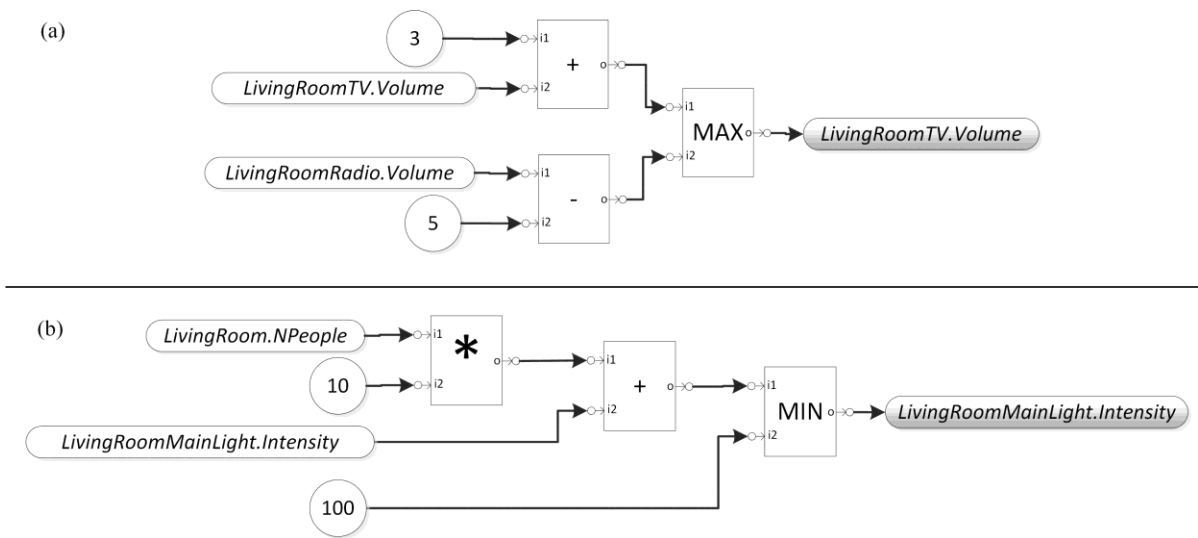 (a)
3
i1
+
o
LivingRoomTV.Volume
i2
i1
MAX
o
LivingRoomTV.Volume
i2
LivingRoomRadio.Volume
i1
-
o
5
i2
(b)
LivingRoom.NPeople
i1
*
o
10
i2
i1
+
o
i2
LivingRoomMainLight.Intensity
i1
MIN
o
LivingRoomMainLight.Intensity
i2
100